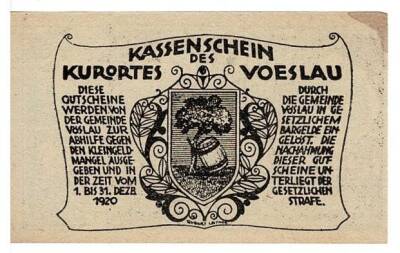 KASSENSCHEIN
DES
KURORTES VOESLAU
DIESE
GUTSCHEINE
WERDEN VON
DER GEMEINDE
VÖSLAU ZUR
ABHILFE GEGEN
DEN KLEINGELD-
MANGEL AUSGE-
GEBEN UND IN
DER ZEIT VOM
1. BIS 31. DEZB.
1920
DURCH
DIE GEMEINDE
VÖSLAU IN GE-
SETZLICHEM
BARGELDE EIN-
GELÖST. DIE
NACHAHMUNG
DIESER GUT-
SCHEINE UN-
TERLIEGT DER
GESETZLICHEN
STRAFE.